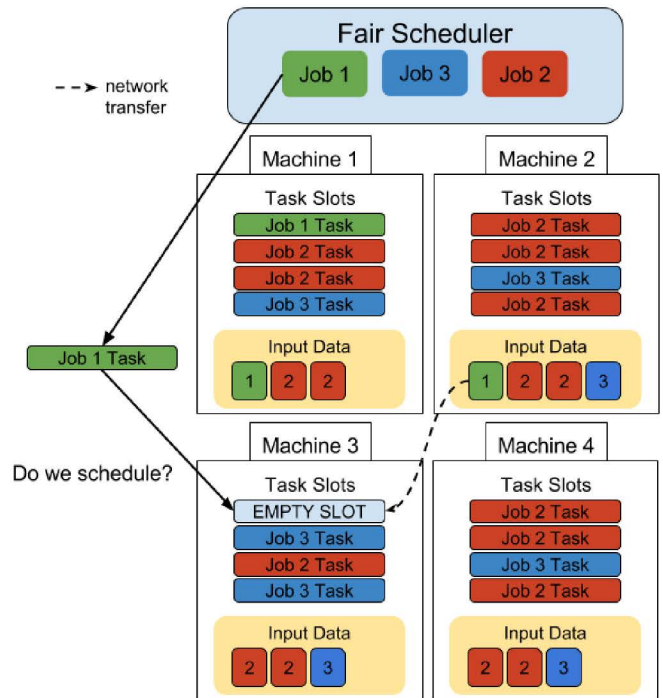 Fair Scheduler
Job 1
Job 3
Job 2
network
transfer
Machine 1
Task Slots
Job 1 Task
Job 2 Task
Job 2 Task
Job 3 Task
Input Data
1 2 2
Machine 2
Task Slots
Job 2 Task
Job 2 Task
Job 3 Task
Job 2 Task
Input Data
1 2 2 3
Job 1 Task
Do we schedule?
Machine 3
Task Slots
EMPTY SLOT
Job 3 Task
Job 2 Task
Job 3 Task
Input Data
2 2 3
Machine 4
Task Slots
Job 2 Task
Job 2 Task
Job 3 Task
Job 2 Task
Input Data
2 2 3